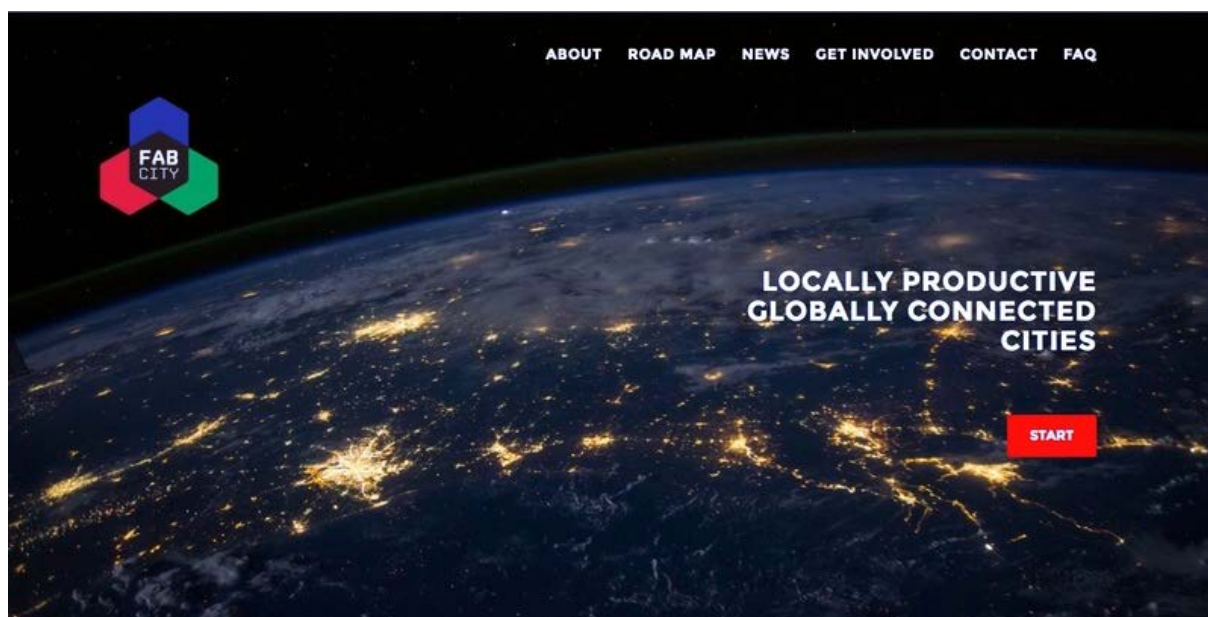 ABOUT ROAD MAP NEWS GET INVOLVED CONTACT FAQ
FAB
CITY
LOCALLY PRODUCTIVE
GLOBALLY CONNECTED
CITIES
START